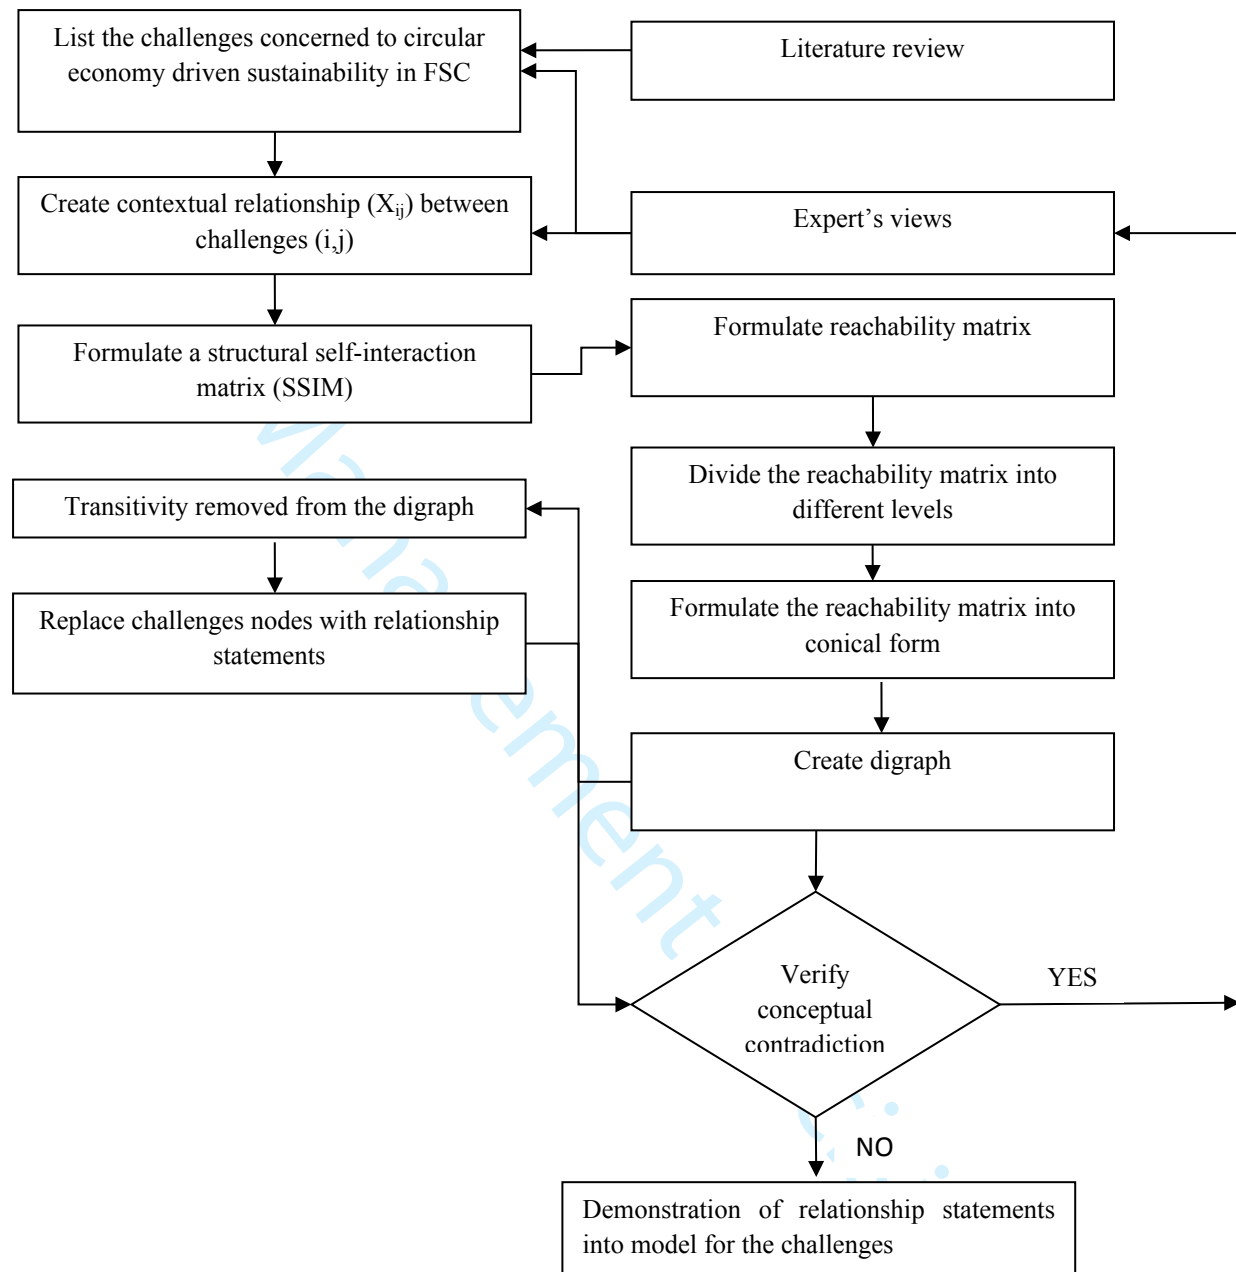 List the challenges concerned to circular
economy driven sustainability in FSC
Literature review
Create contextual relationship (Xij) between
challenges (i,j)
Expert’s views
Formulate a structural self-interaction
matrix (SSIM)
Formulate reachability matrix
Divide the reachability matrix into
different levels
Transitivity removed from the digraph
Formulate the reachability matrix into
conical form
Replace challenges nodes with relationship
statements
Create digraph
Verify
conceptual
contradiction
YES
NO
Demonstration of relationship statements
into model for the challenges
Management